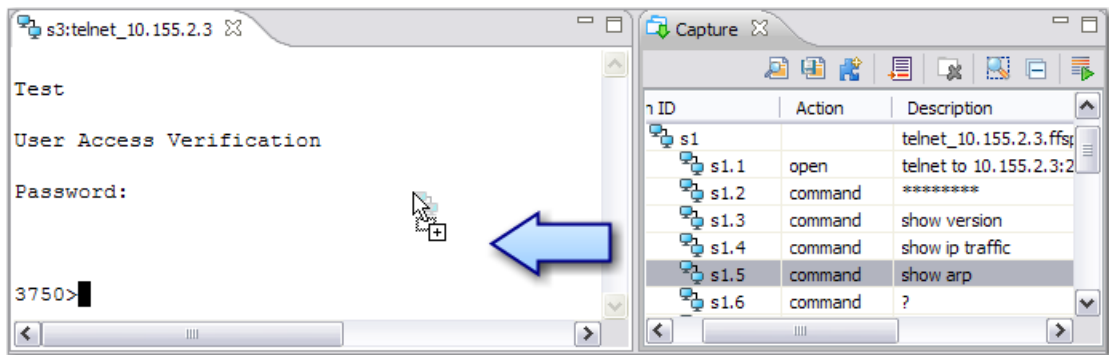 s3:telnet_10.155.2.3
Test
User Access Verification
Password:
3750>
Capture
n ID Action Description
s1 telnet_10.155.2.3.ffsp
s1.1 open telnet to 10.155.2.3:2
s1.2 command ********
s1.3 command show version
s1.4 command show ip traffic
s1.5 command show arp
s1.6 command ?